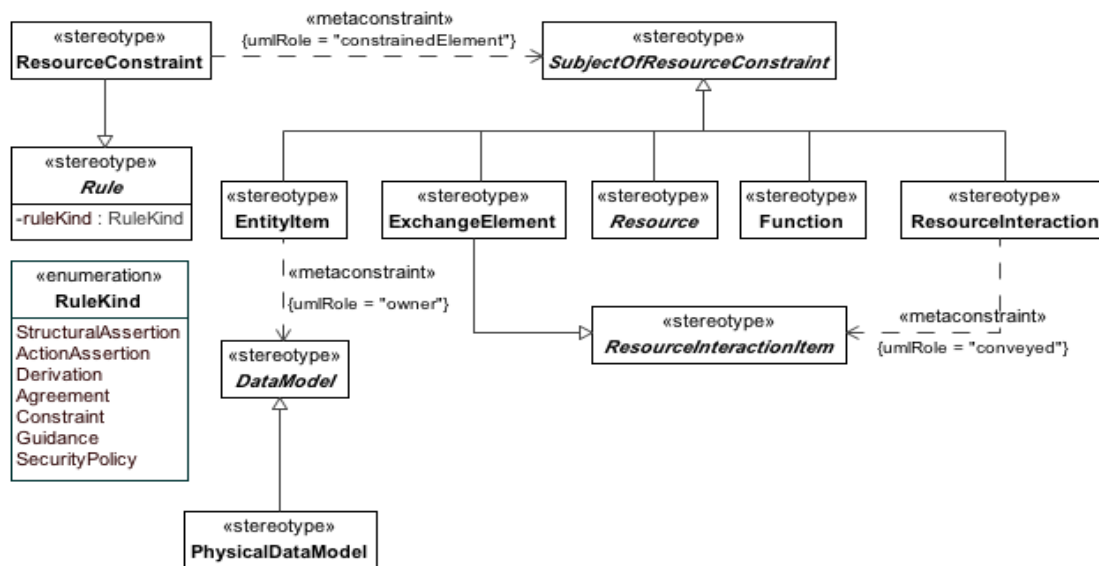 «metaconstraint»
{umlRole = "constrainedElement"}
«stereotype»
ResourceConstraint
«stereotype»
SubjectOfResourceConstraint
«stereotype»
Rule
-ruleKind : RuleKind
«stereotype»
EntityItem
«stereotype»
ExchangeElement
«stereotype»
Resource
«stereotype»
Function
«stereotype»
ResourceInteraction
«enumeration»
RuleKind
StructuralAssertion
ActionAssertion
Derivation
Agreement
Constraint
Guidance
SecurityPolicy
«metaconstraint»
{umlRole = "owner"}
«stereotype»
ResourceInteractionItem
«metaconstraint»
{umlRole = "conveyed"}
«stereotype»
DataModel
«stereotype»
PhysicalDataModel